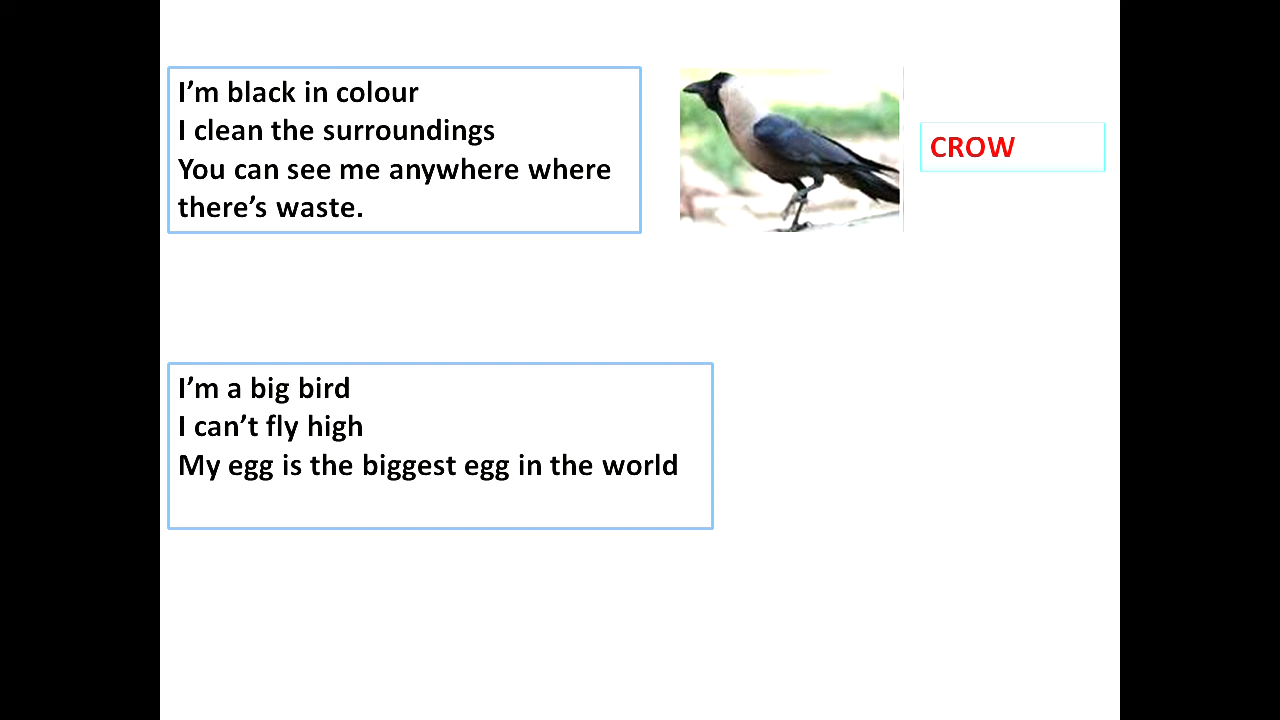 I’m black in colour
I clean the surroundings
You can see me anywhere where
there’s waste.
CROW
I’m a big bird
I can’t fly high
My egg is the biggest egg in the world